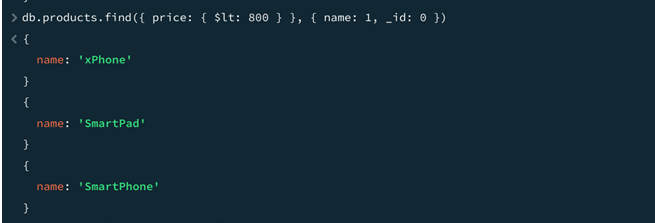 > db.products.find({ price: { $lt: 800 } }, { name: 1, _id: 0 })
< {
name: 'xPhone'
}
{
name: 'SmartPad'
}
{
name: 'SmartPhone'
}